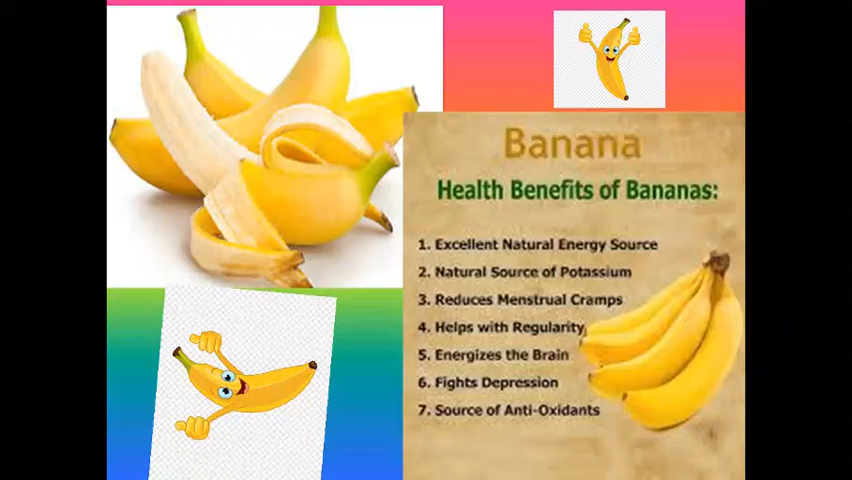 Banana
Health Benefits of Bananas:
1. Excellent Natural Energy Source
2. Natural Source of Potassium
3. Reduces Menstrual Cramps
4. Helps with Regularity
5. Energizes the Brain
6. Fights Depression
7. Source of Anti-Oxidants